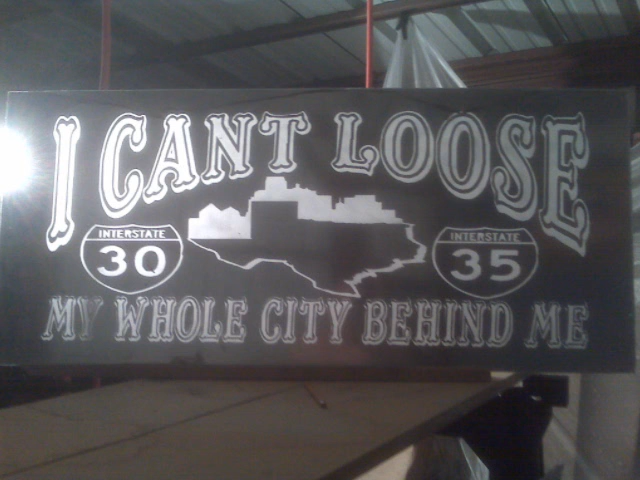 I CANT LOOSE
INTERSTATE
30
INTERSTATE
35
MY WHOLE CITY BEHIND ME